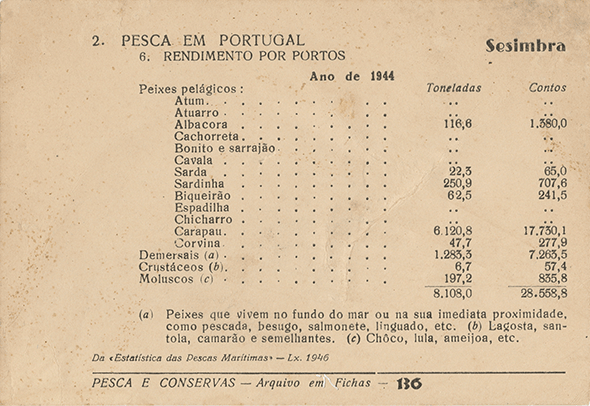 2. PESCA EM PORTUGAL
Sesimbra
6. RENDIMENTO POR PORTOS
Ano de 1944
Peixes pelágicos : Toneladas Contos
Atum. . . . . . . . . . .. ..
Atuarro . . . . . . . . . .. ..
Albacora . . . . . . . . . 116,6 1.380,0
Cachorreta . . . . . . . . . .. ..
Bonito e sarrajão . . . . . . . .. ..
Cavala . . . . . . . . . .. ..
Sarda . . . . . . . . . 22,3 65,0
Sardinha . . . . . . . . . 250,9 707,6
Biqueirão . . . . . . . . . 62,5 241,5
Espadilha . . . . . . . . . .. ..
Chicharro . . . . . . . . . .. ..
Carapau . . . . . . . . . 6.120,8 17.730,1
Corvina . . . . . . . . . 47,7 277,9
Demersais (a) . . . . . . . . . 1.283,3 7.263,5
Crustáceos (b) . . . . . . . . . 6,7 57,4
Moluscos (c) . . . . . . . . . 197,2 835,8
8.108,0 28.558,8
(a) Peixes que vivem no fundo do mar ou na sua imediata proximidade,
como pescada, besugo, salmonete, linguado, etc. (b) Lagosta, san-
tola, camarão e semelhantes. (c) Chôco, lula, ameijoa, etc.
Da «Estatística das Pescas Marítimas» — Lx. 1946
PESCA E CONSERVAS — Arquivo em Fichas — 136